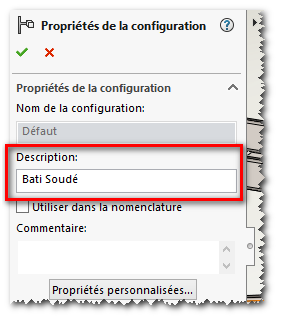 Propriétés de la configuration
Propriétés de la configuration
Nom de la configuration:
Défaut
Description:
Bati Soudé
Utiliser dans la nomenclature
Commentaire:
Propriétés personnalisées...